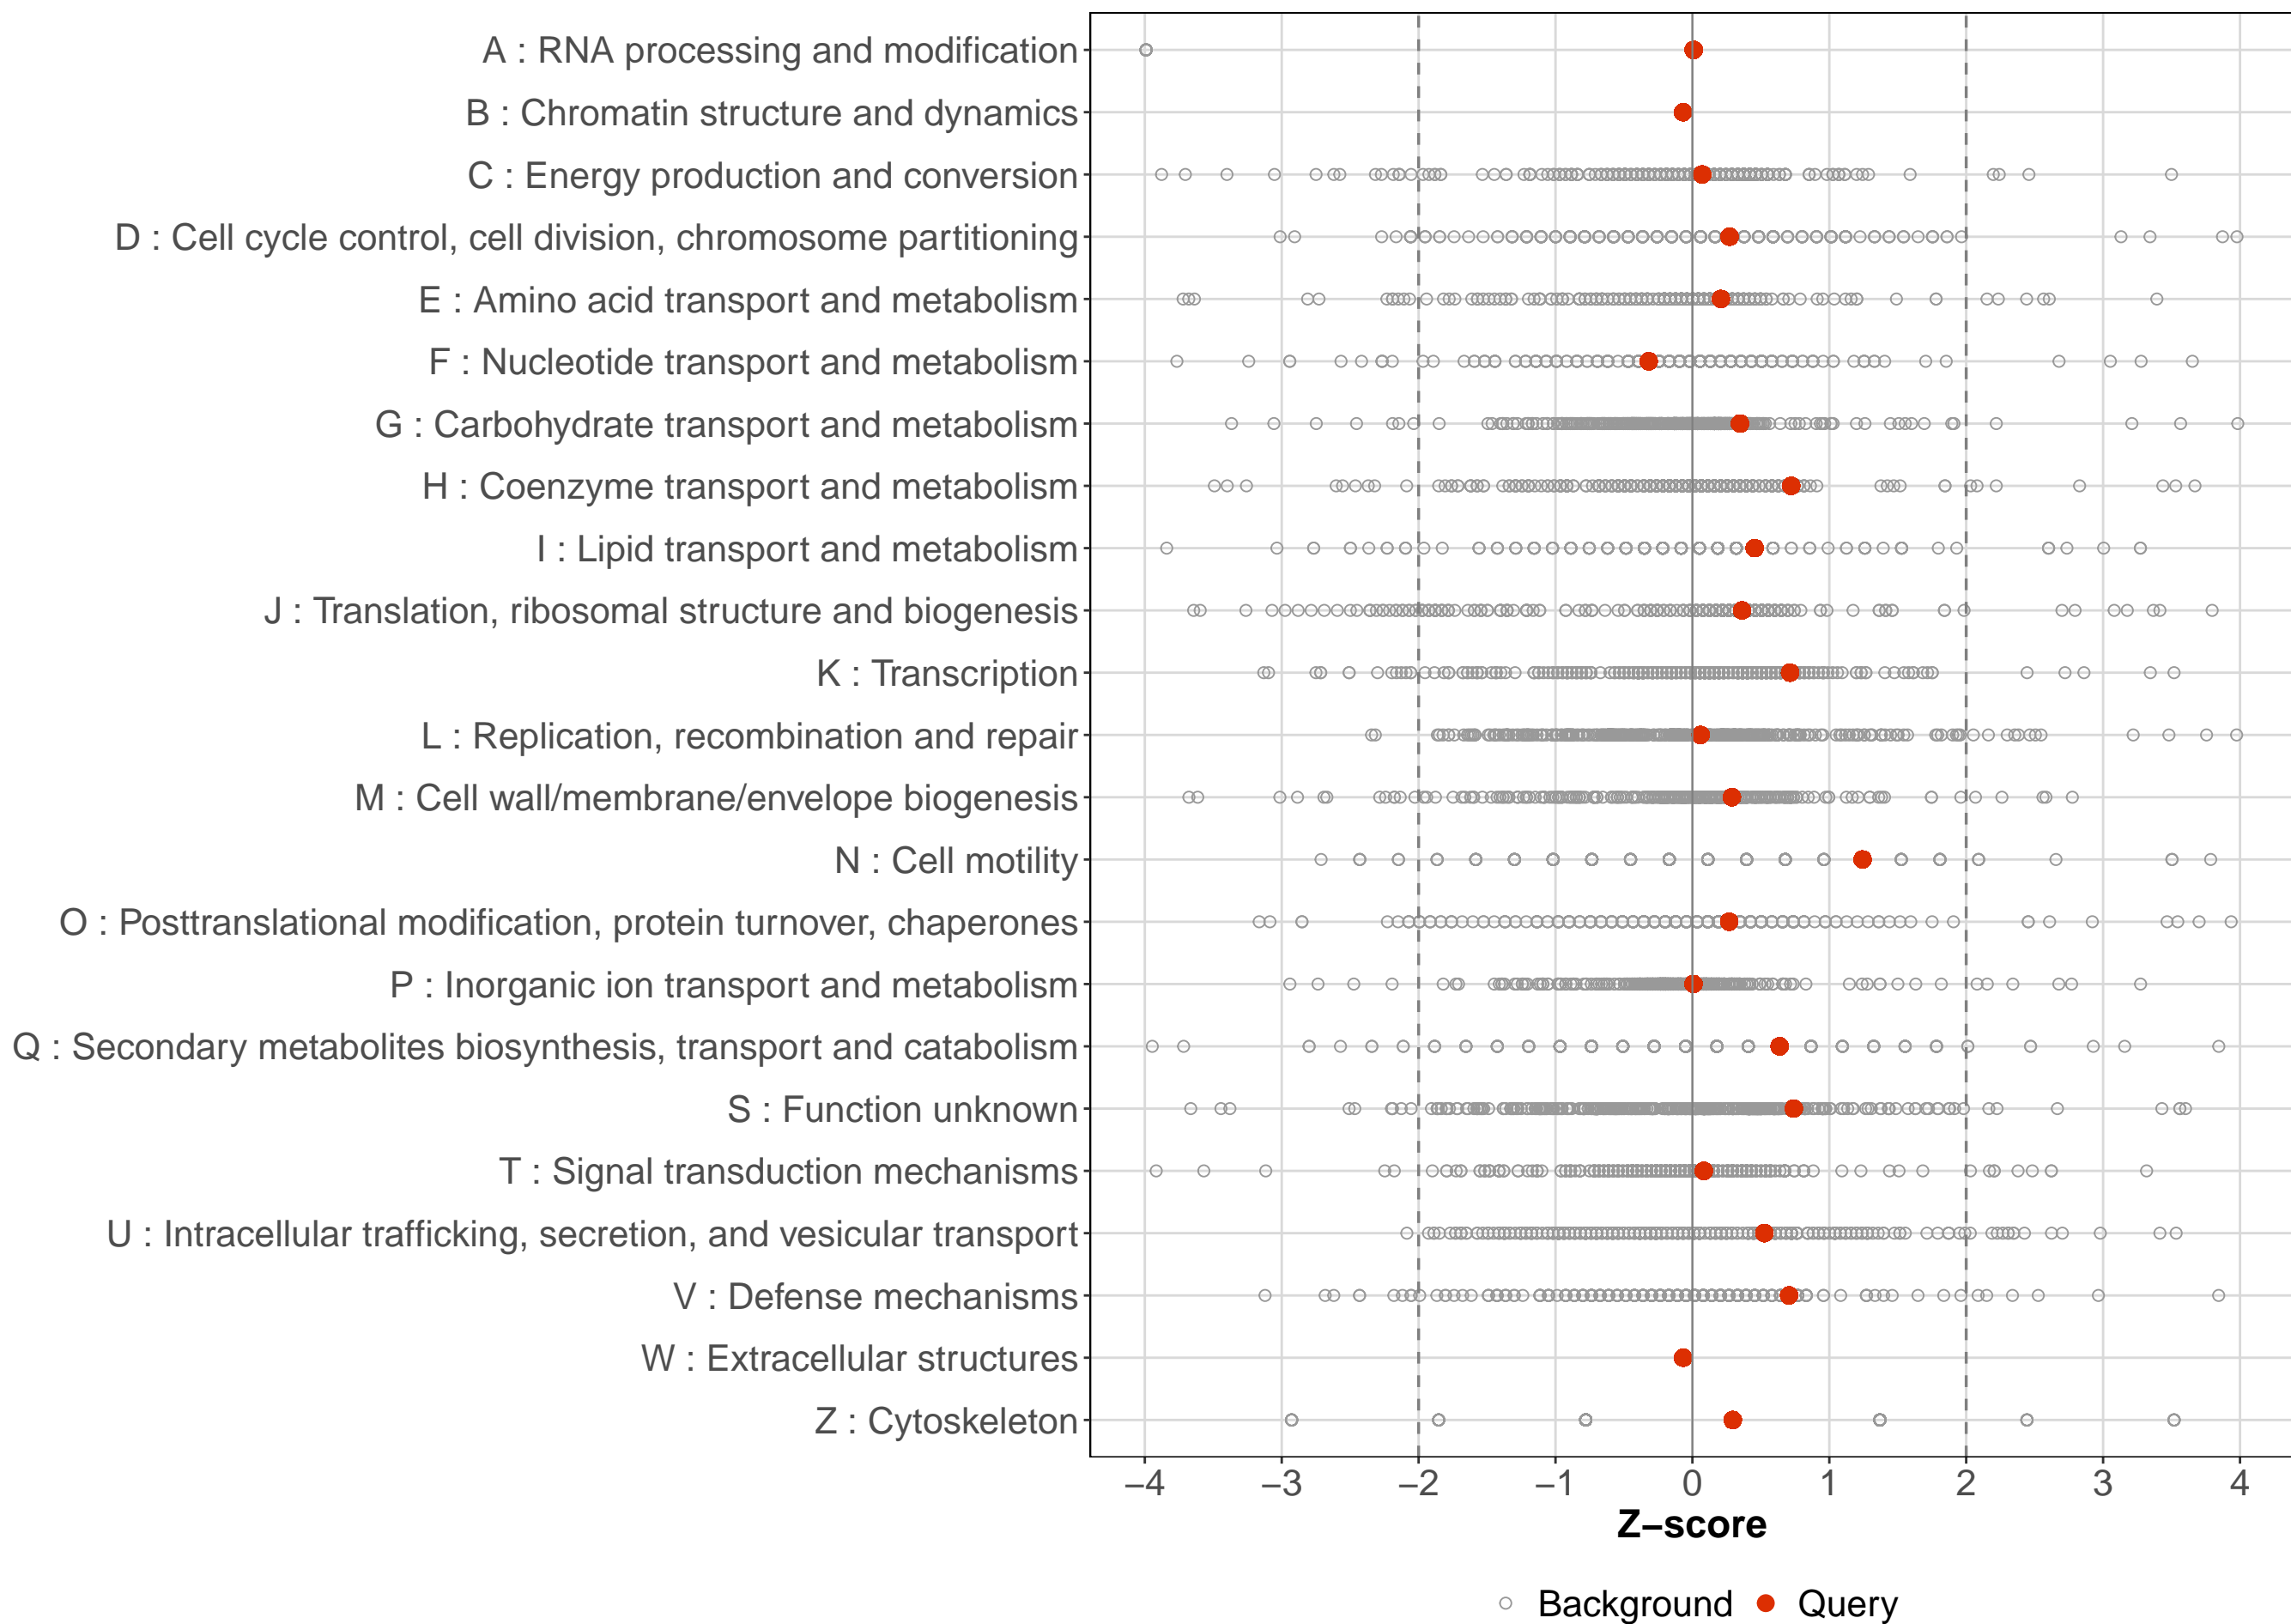 A : RNA processing and modification
B : Chromatin structure and dynamics
C : Energy production and conversion
D : Cell cycle control, cell division, chromosome partitioning
E : Amino acid transport and metabolism
F : Nucleotide transport and metabolism
G : Carbohydrate transport and metabolism
H : Coenzyme transport and metabolism
I : Lipid transport and metabolism
J : Translation, ribosomal structure and biogenesis
K : Transcription
L : Replication, recombination and repair
M : Cell wall/membrane/envelope biogenesis
N : Cell motility
O : Posttranslational modification, protein turnover, chaperones
P : Inorganic ion transport and metabolism
Q : Secondary metabolites biosynthesis, transport and catabolism
S : Function unknown
T : Signal transduction mechanisms
U : Intracellular trafficking, secretion, and vesicular transport
V : Defense mechanisms
W : Extracellular structures
Z : Cytoskeleton
−4 −3 −2 −1 0 1 2 3 4
Z−score
Background Query